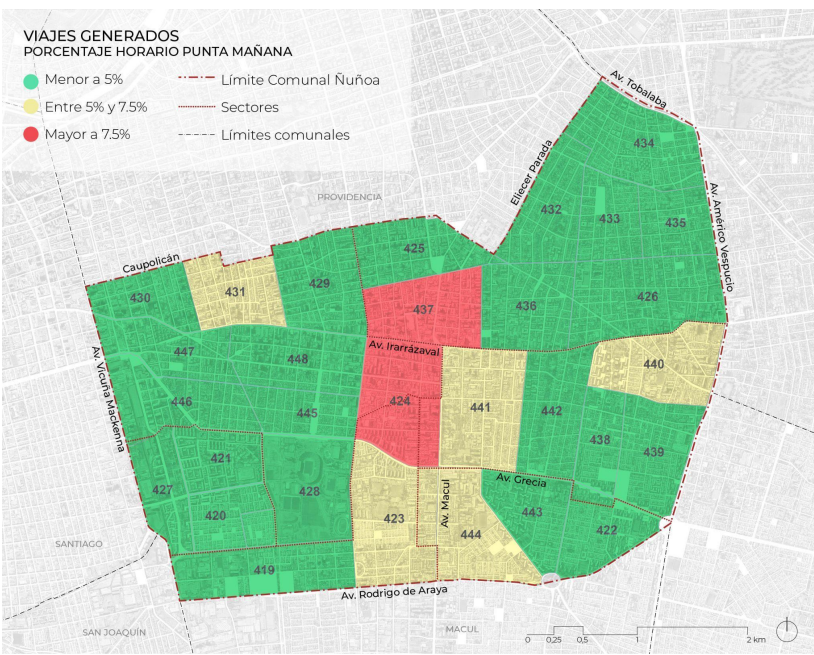 VIAJES GENERADOS
PORCENTAJE HORARIO PUNTA MAÑANA
Menor a 5%
Entre 5% y 7.5%
Mayor a 7.5%
Límite Comunal Ñuñoa
Sectores
Límites comunales
Av. Tobalaba
434
Eliecer Parada
PROVIDENCIA
432
433
435
Av. Américo Vespucio
425
Caupolicán
429
431
430
437
436
426
Av. Irarrázaval
447
448
440
Av. Vicuña Mackenna
446
445
424
441
442
438
439
421
Av. Grecia
427
428
420
423
Av. Macul
444
443
422
SANTIAGO
419
Av. Rodrigo de Araya
SAN JOAQUÍN
MACUL
0 0,25 0,5 1 2 km